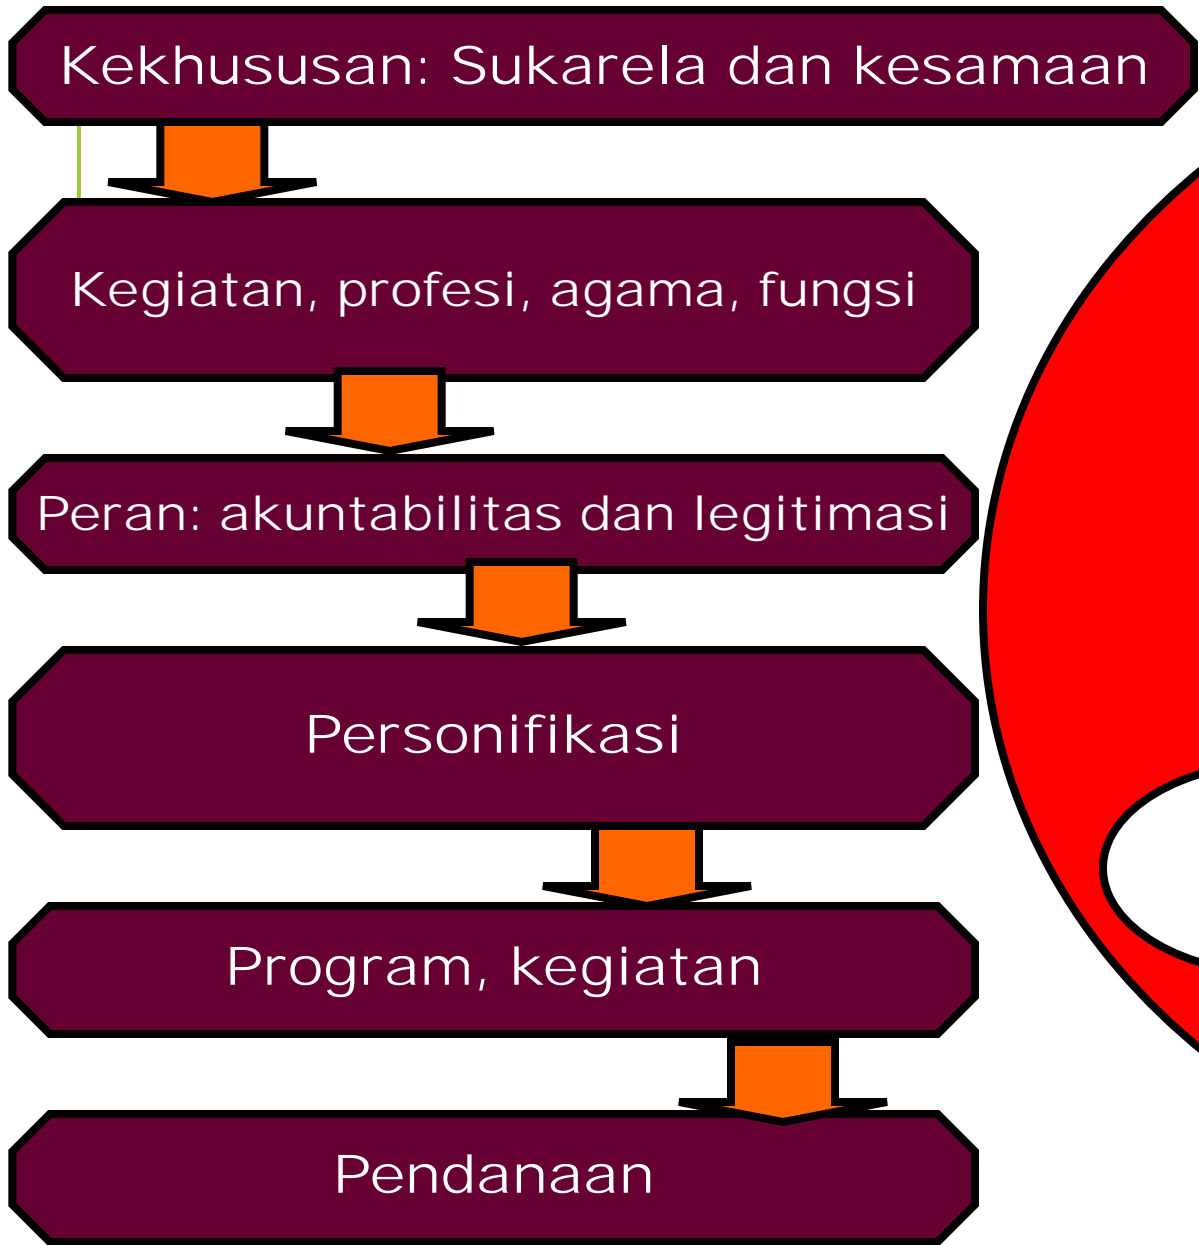 Kekhususan: Sukarela dan kesamaan
Kegiatan, profesi, agama, fungsi
Peran: akuntabilitas dan legitimasi
Personifikasi
Program, kegiatan
Pendanaan